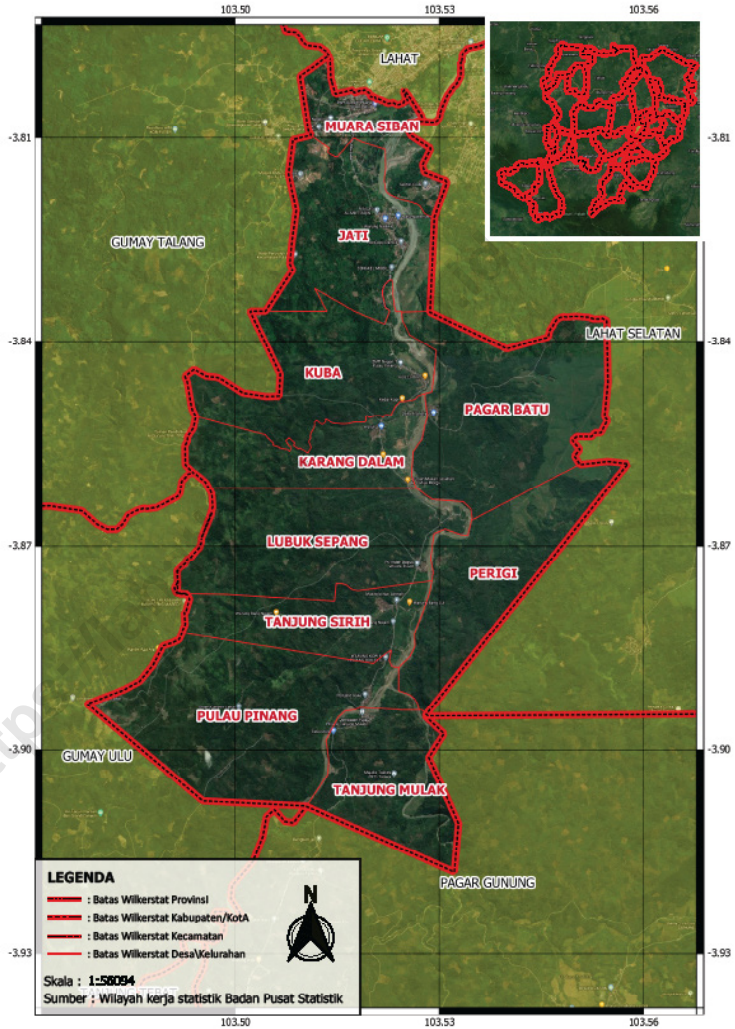 103.50 103.53 103.56
LAHAT
MUARA SIBAN
-3.81 -3.81
JATI
GUMAY TALANG
-3.84 -3.84
LAHAT SELATAN
KUBA
PAGAR BATU
KARANG DALAM
LUBUK SEPANG
-3.87 -3.87
PERIGI
TANJUNG SIRIH
PULAU PINANG
-3.90 -3.90
GUMAY ULU
TANJUNG MULAK
PAGAR GUNUNG
LEGENDA
: Batas Wilkerstat Provinsi
: Batas Wilkerstat Kabupaten/KotA
: Batas Wilkerstat Kecamatan
: Batas Wilkerstat Desa\Kelurahan
N
-3.93 -3.93
Skala : 1:56094
TANJUNG TEBAT
Sumber : Wilayah kerja statistik Badan Pusat Statistik
103.50 103.53 103.56